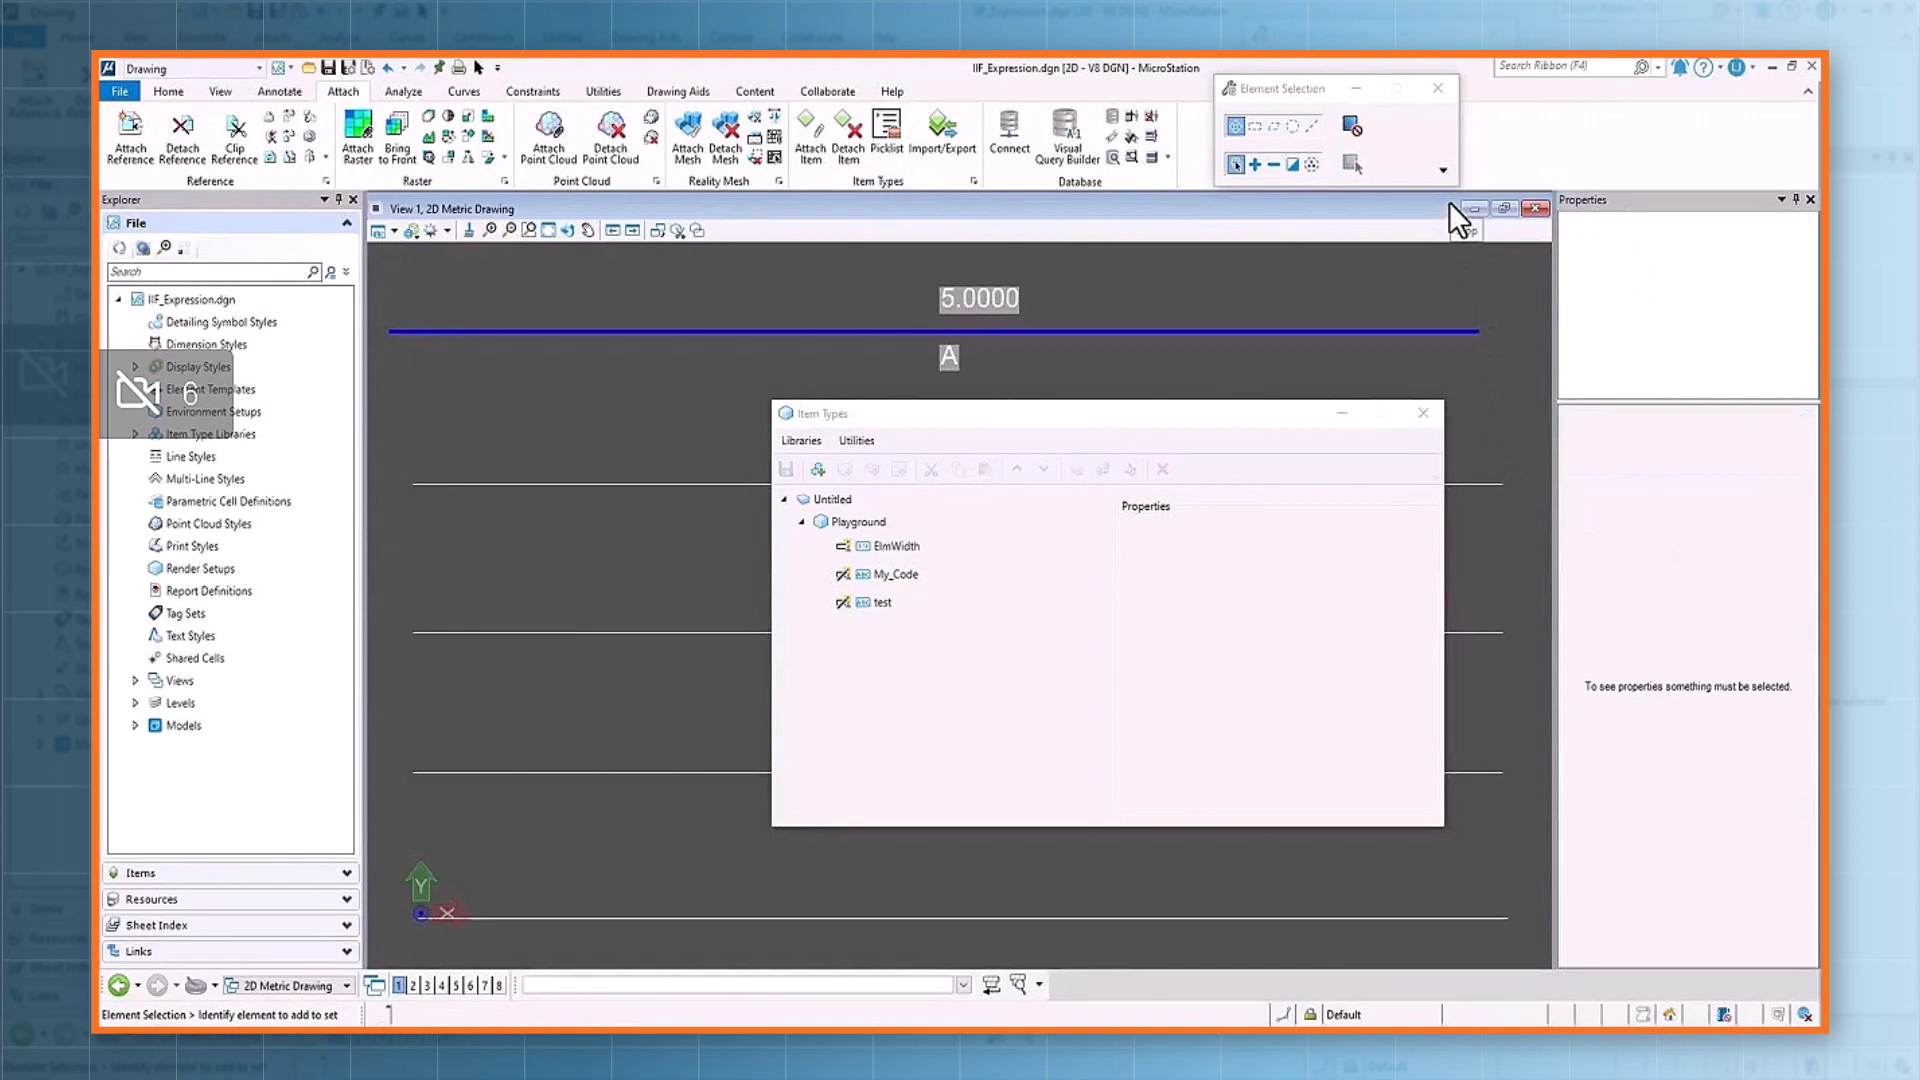 Drawing
IIF_Expression.dgn [2D - V8 DGN] - MicroStation
Search Ribbon (F4)
File Home View Annotate Attach Analyze Curves Constraints Utilities Drawing Aids Content Collaborate Help
Element Selection
Attach Reference
Detach Reference
Clip Reference
Attach Raster
Bring to Front
Attach Point Cloud
Detach Point Cloud
Attach Mesh
Detach Mesh
Attach Item
Detach Item
Picklist
Import/Export
Connect
Visual Query Builder
Reference
Raster
Point Cloud
Reality Mesh
Item Types
Database
Explorer
File
Search
IIF_Expression.dgn
Detailing Symbol Styles
Dimension Styles
Display Styles
Element Templates
Environment Setups
Item Type Libraries
Line Styles
Multi-Line Styles
Parametric Cell Definitions
Point Cloud Styles
Print Styles
Render Setups
Report Definitions
Tag Sets
Text Styles
Shared Cells
Views
Levels
Models
6
Items
Resources
Sheet Index
Links
View 1, 2D Metric Drawing
5.0000
A
Item Types
Libraries Utilities
Untitled
Playground
ElmWidth
My_Code
test
Properties
Y
X
Properties
To see properties something must be selected.
2D Metric Drawing
1 2 3 4 5 6 7 8
Element Selection > Identify element to add to set
Default